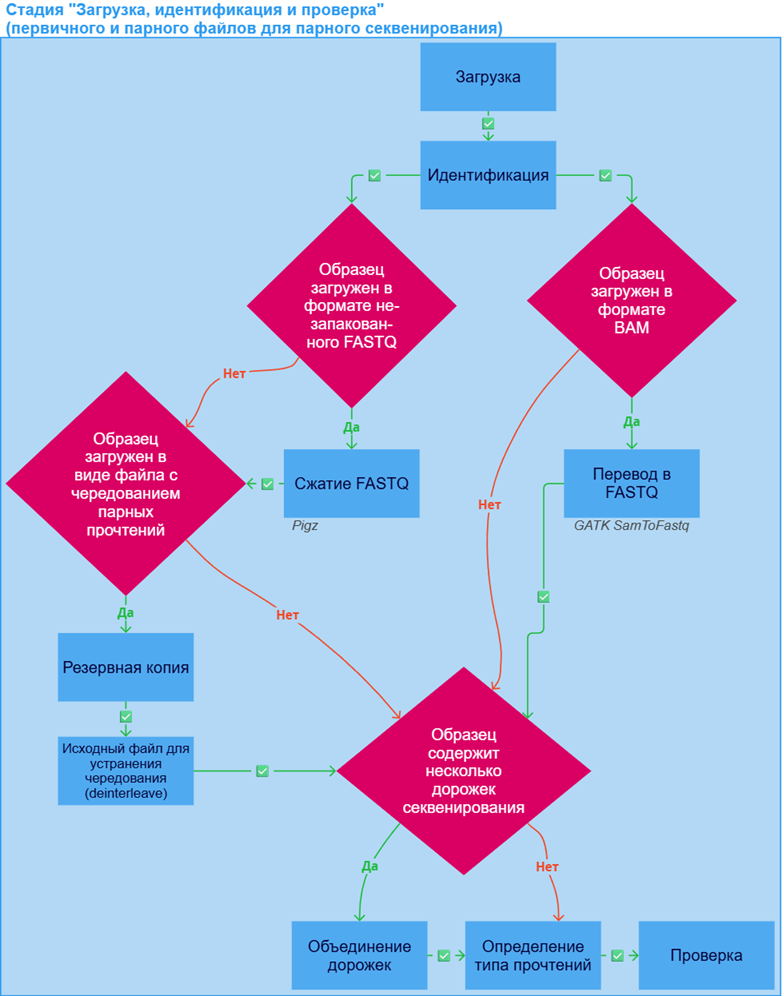 Стадия "Загрузка, идентификация и проверка"
(первичного и парного файлов для парного секвенирования)
Загрузка
Идентификация
Образец
загружен в
формате не-
запакован-
ного FASTQ
Образец
загружен в
формате
BAM
Нет
Да
Да
Образец
загружен в
виде файла с
чередованием
парных
прочтений
Сжатие FASTQ
Pigz
Перевод в
FASTQ
GATK SamToFastq
Нет
Да
Нет
Резервная копия
Исходный файл для
устранения
чередования
(deinterleave)
Образец
содержит
несколько
дорожек
секвенирования
Да
Нет
Объединение
дорожек
Определение
типа прочтений
Проверка